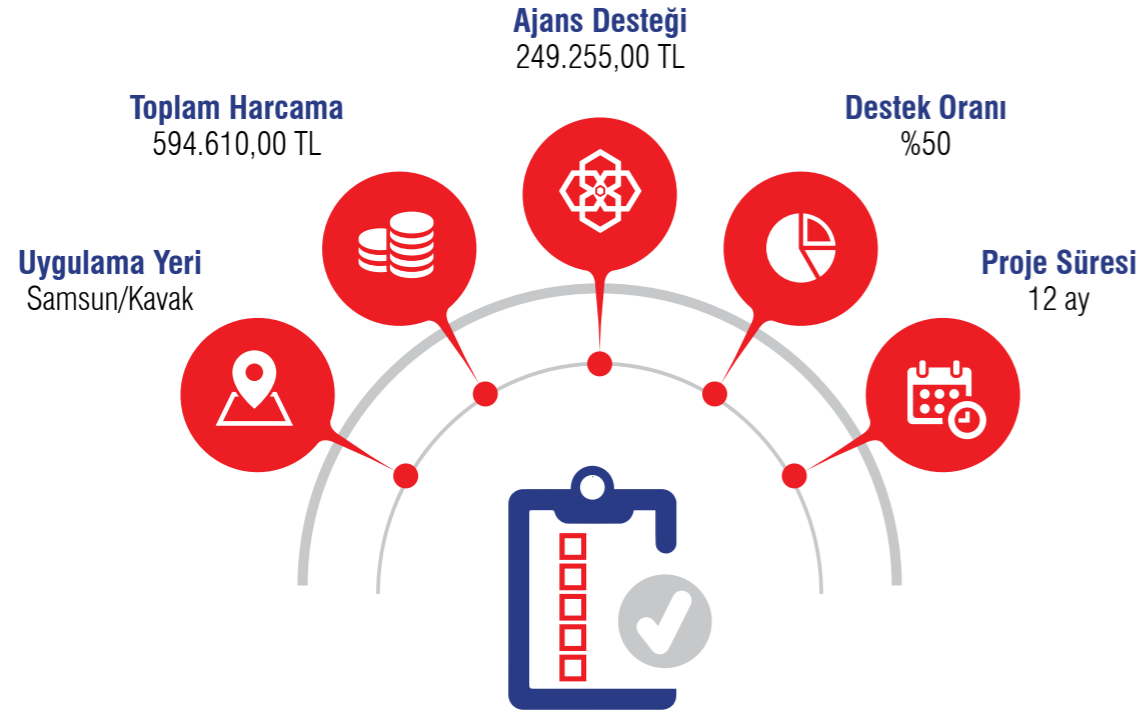 Ajans Desteği
249.255,00 TL
Toplam Harcama
594.610,00 TL
Destek Oranı
%50
Uygulama Yeri
Samsun/Kavak
Proje Süresi
12 ay